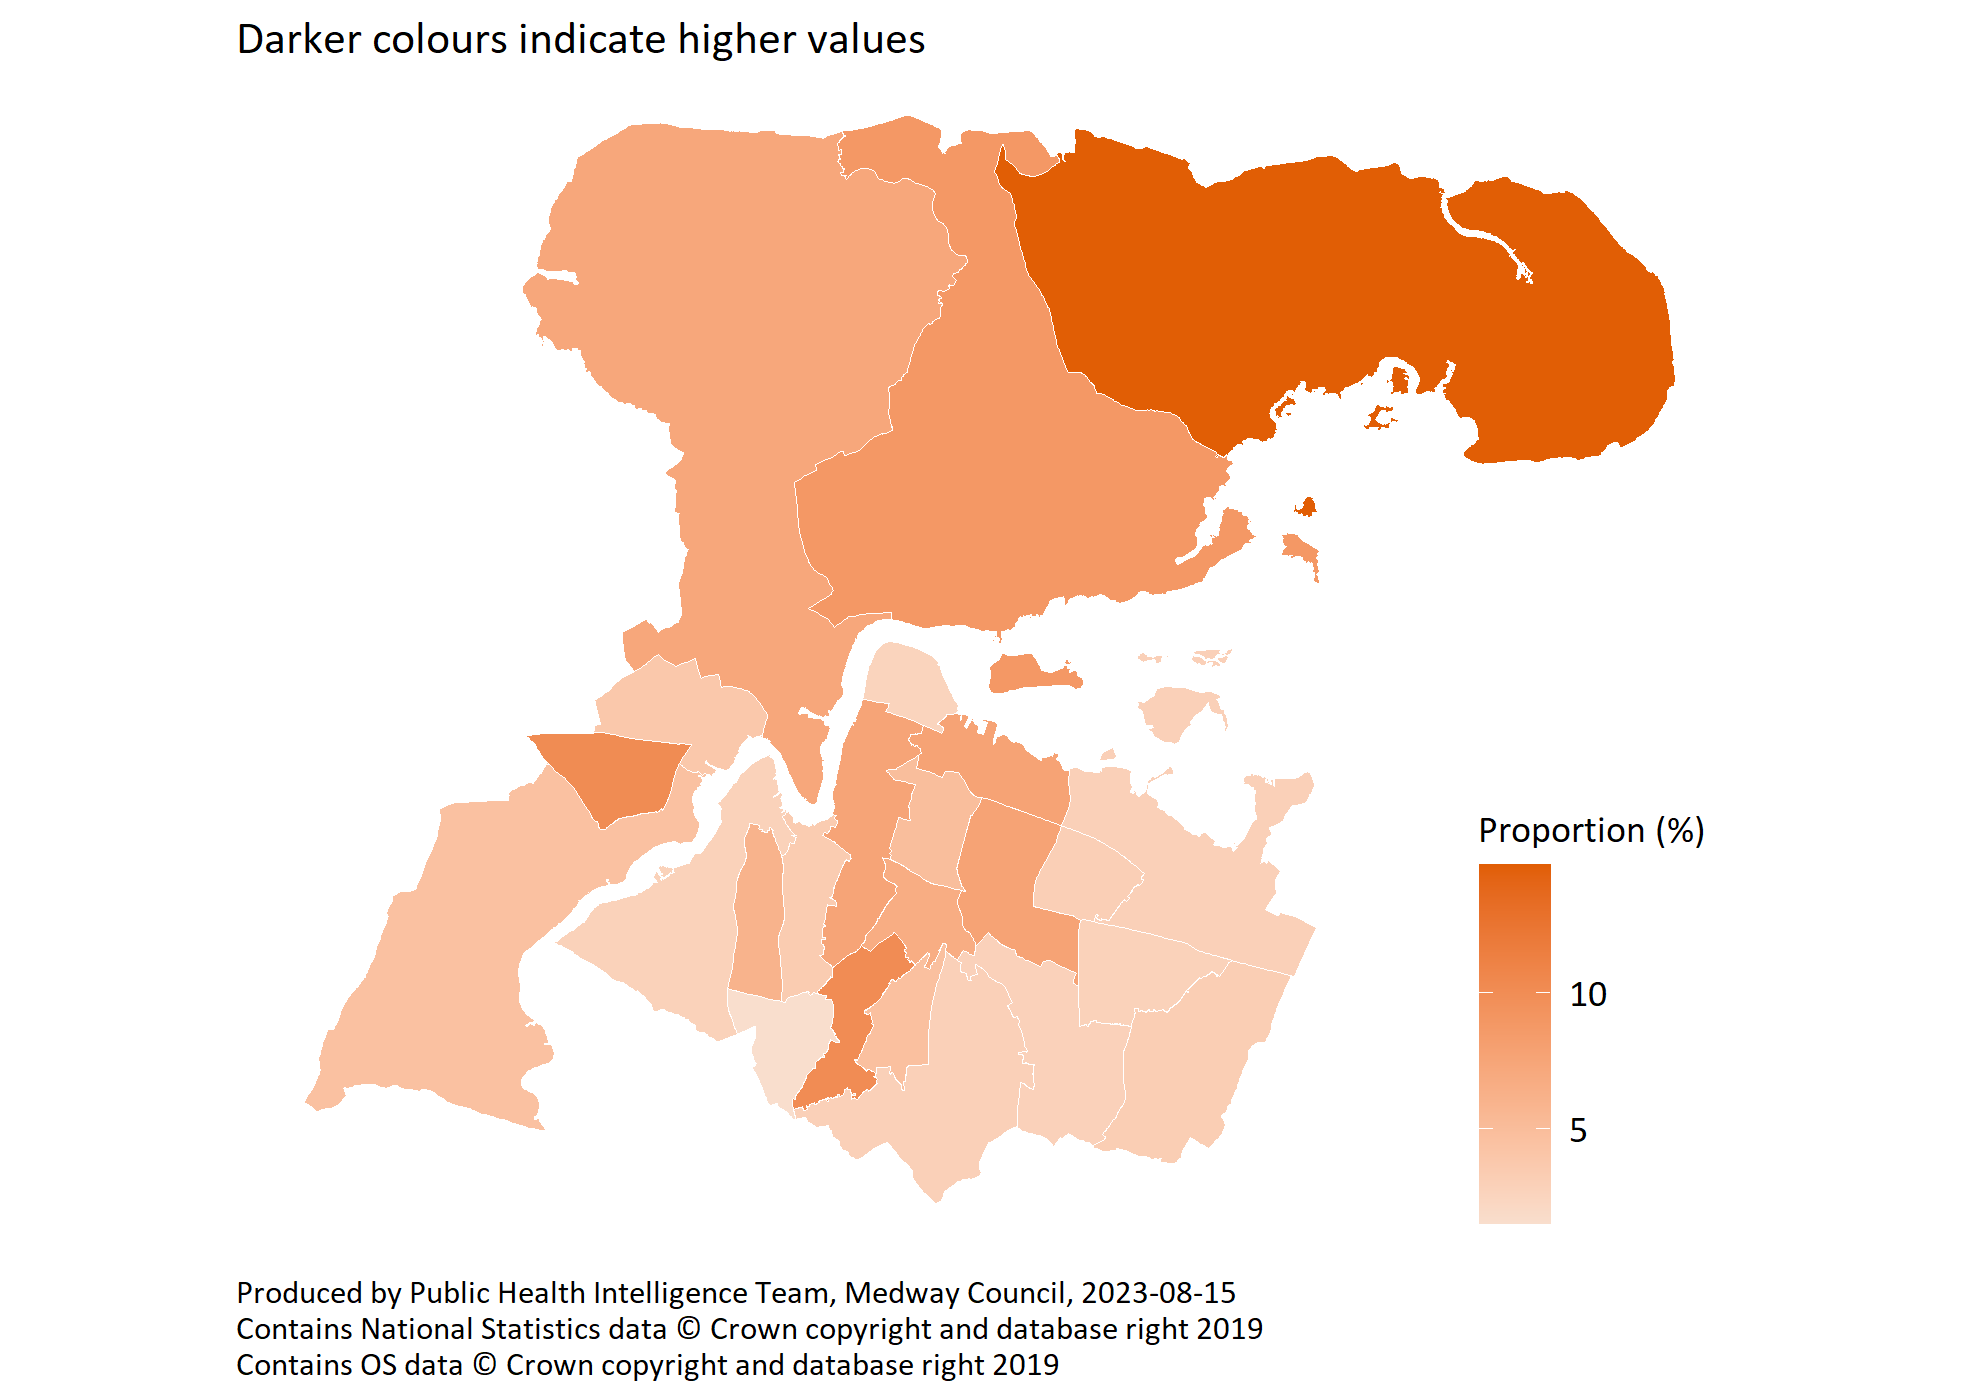 Darker colours indicate higher values
Proportion (%)
10
5
Produced by Public Health Intelligence Team, Medway Council, 2023-08-15
Contains National Statistics data © Crown copyright and database right 2019
Contains OS data © Crown copyright and database right 2019